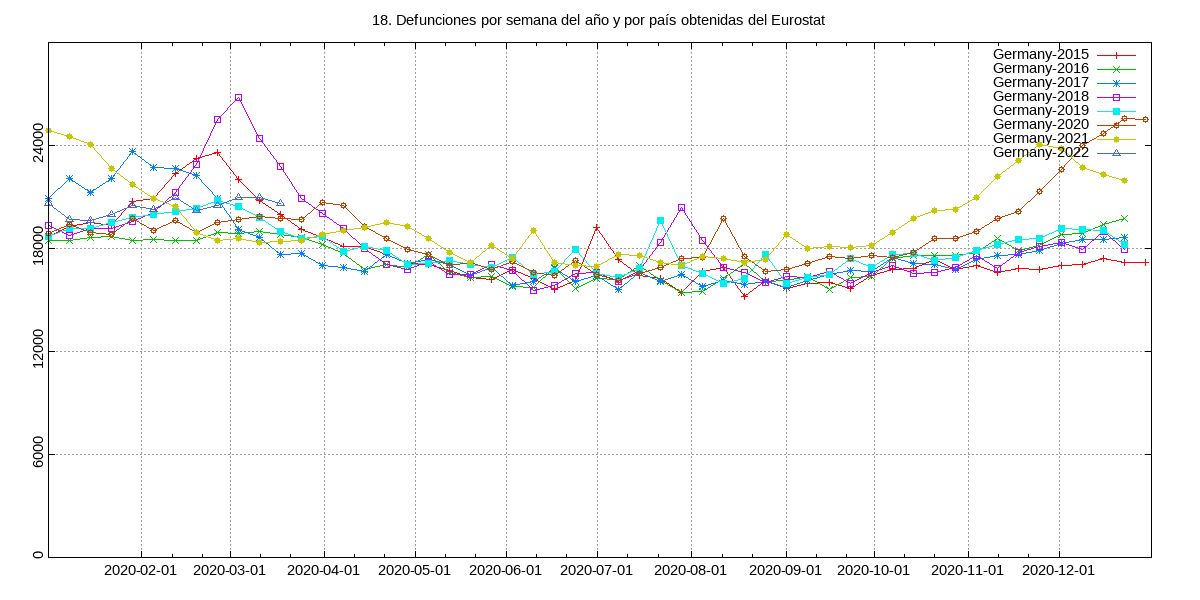 18. Defunciones por semana del año y por país obtenidas del Eurostat
Germany-2015
Germany-2016
Germany-2017
Germany-2018
Germany-2019
Germany-2020
Germany-2021
Germany-2022
24000
18000
12000
6000
0
2020-02-01 2020-03-01 2020-04-01 2020-05-01 2020-06-01 2020-07-01 2020-08-01 2020-09-01 2020-10-01 2020-11-01 2020-12-01